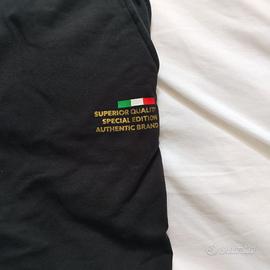 SUPERIOR QUALITY
SPECIAL EDITION
AUTHENTIC BRAND